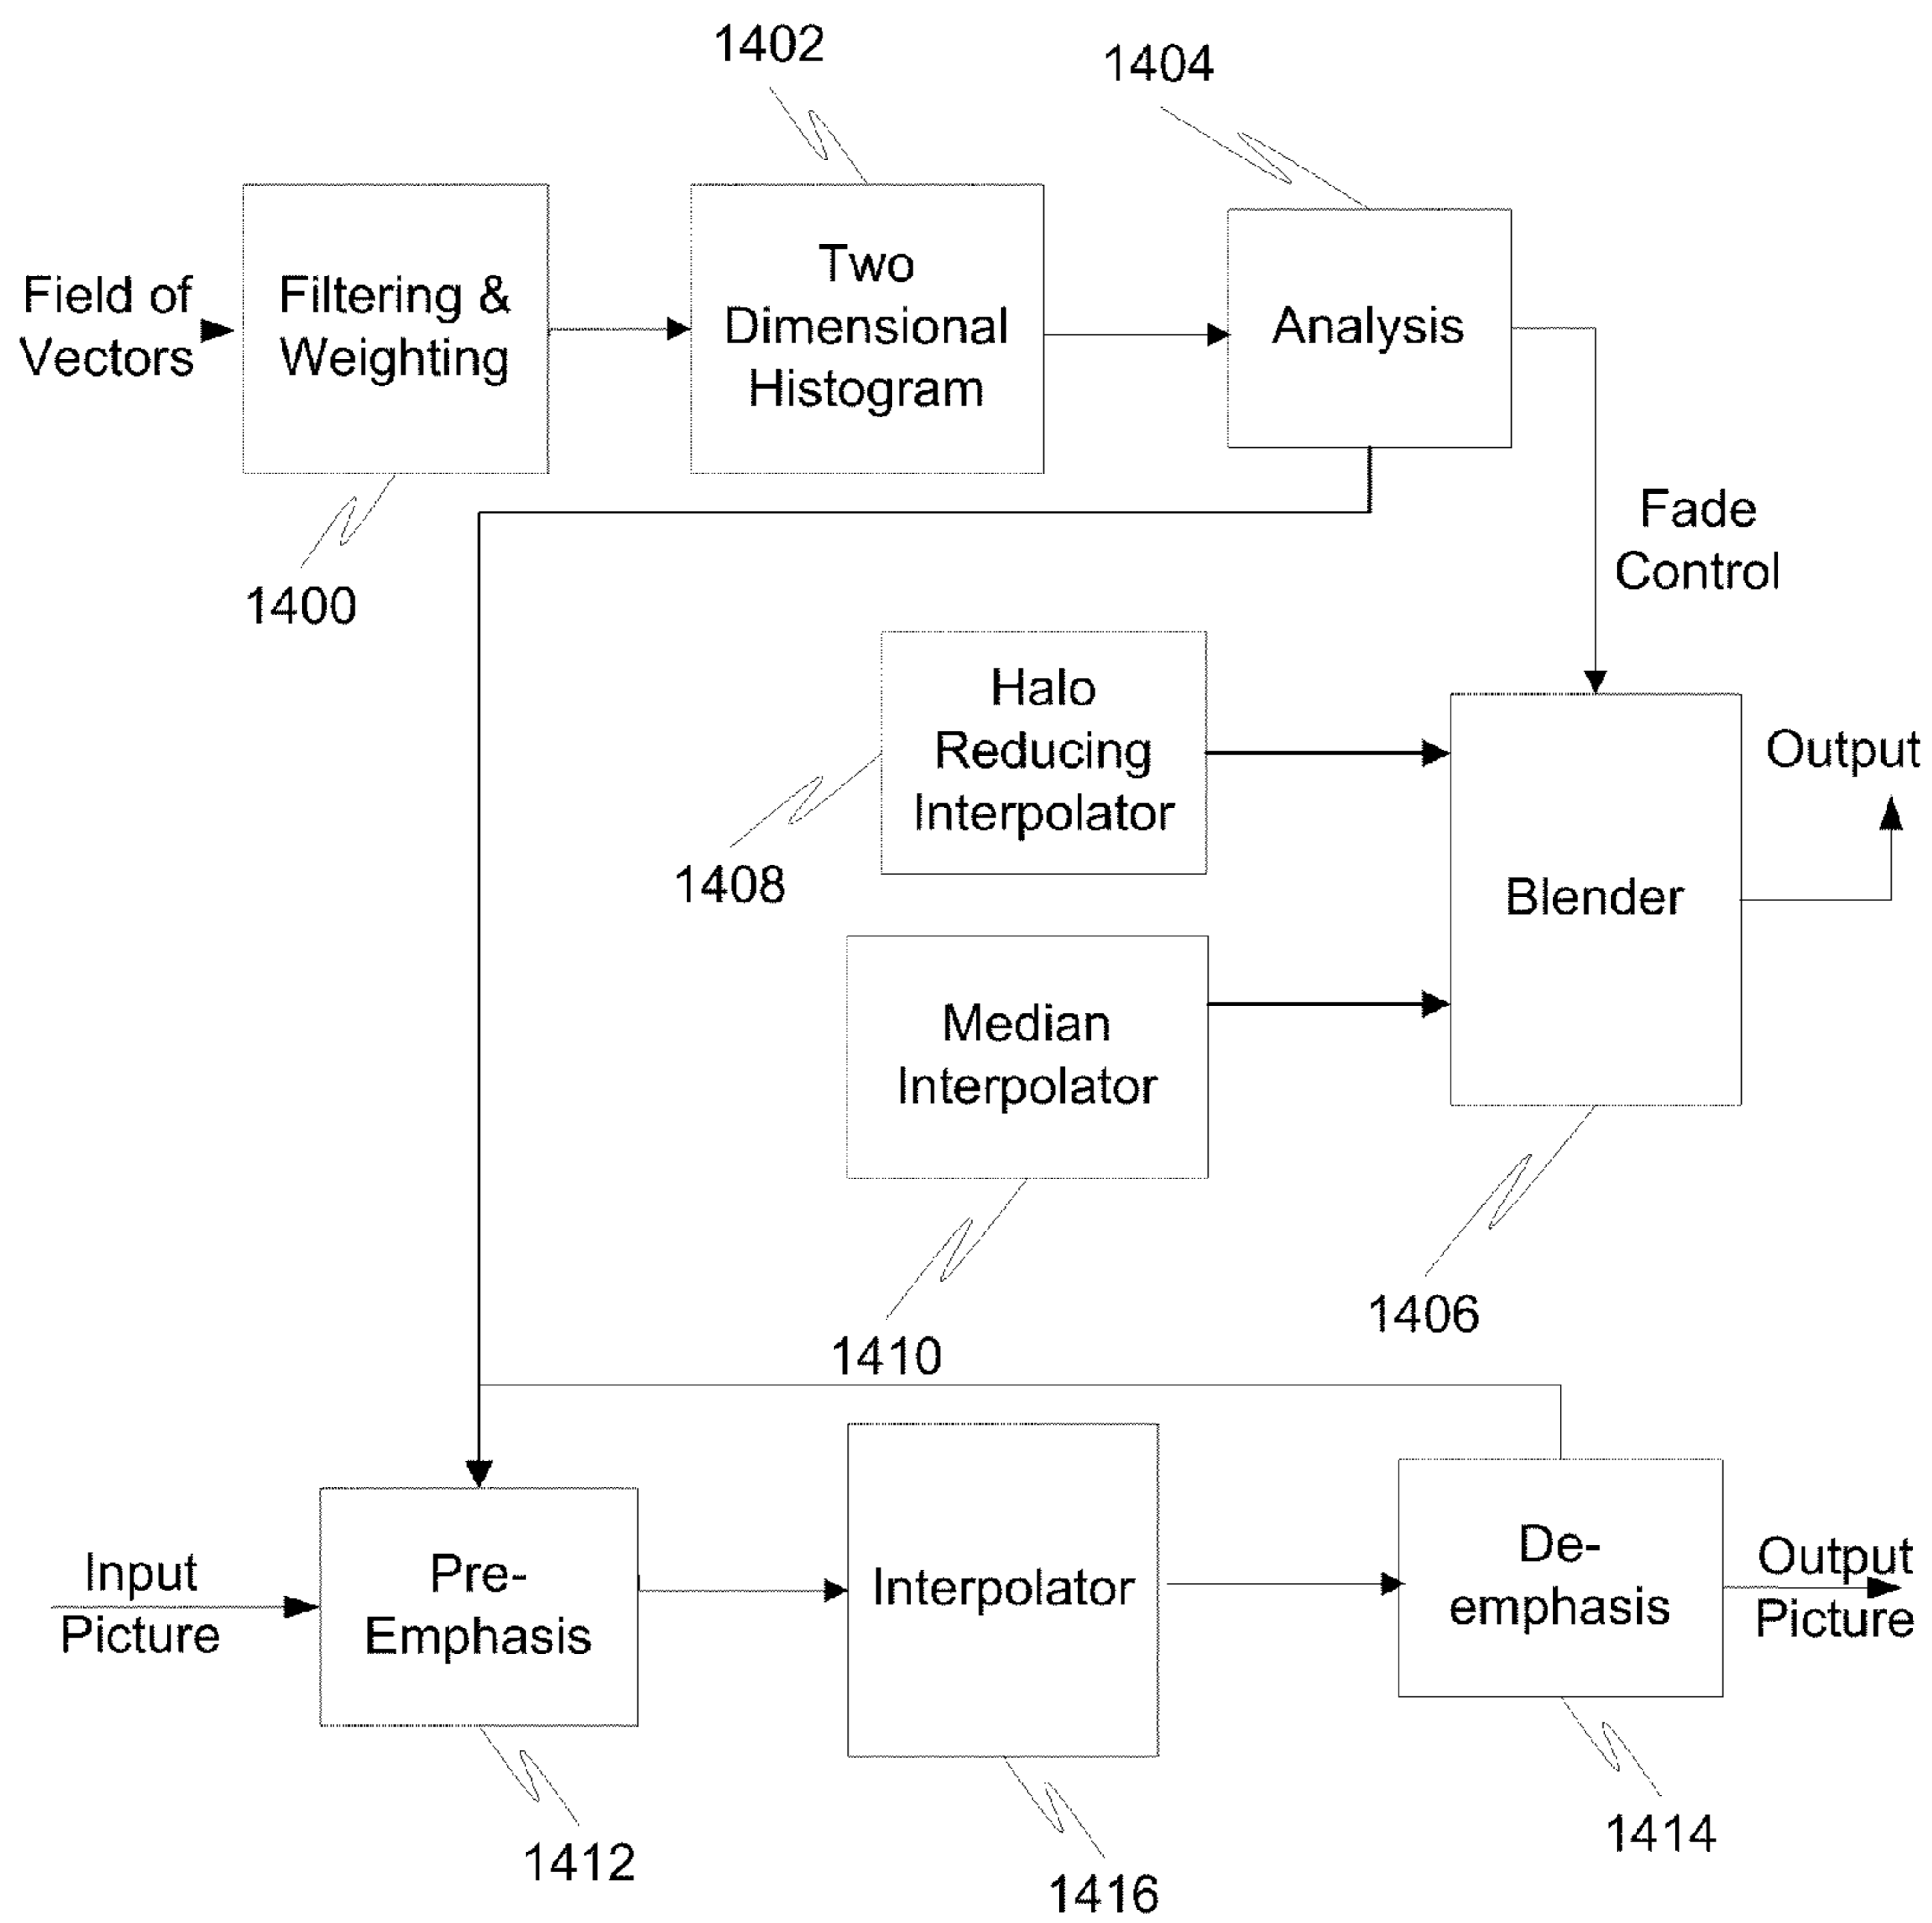 1402
1404
Field of
Vectors
Filtering &
Weighting
Two
Dimensional
Histogram
Analysis
1400
Fade
Control
Halo
Reducing
Interpolator
Output
1408
Blender
Median
Interpolator
1406
1410
Input
Picture
Pre-
Emphasis
Interpolator
De-
emphasis
Output
Picture
1412
1416
1414